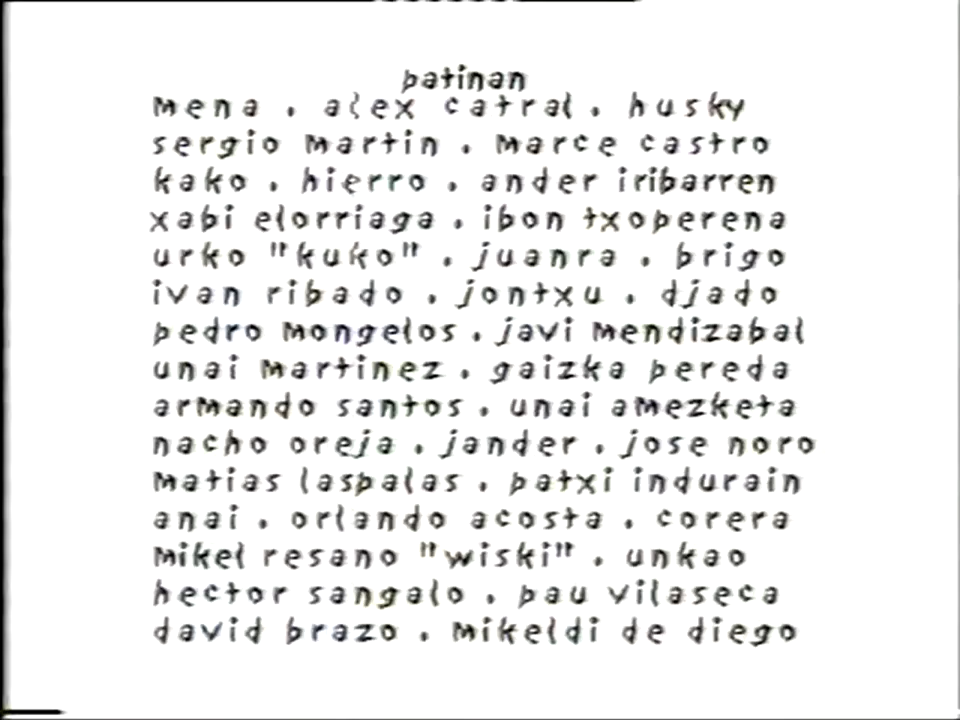 patinan
mena . alex catral . husky
sergio martin . marce castro
kako . hierro . ander iribarren
xabi elorriaga . ibon txoperena
urko "kuko" . juanra . brigo
ivan ribado . jontxu . djado
pedro mongelos . javi mendizabal
unai martinez . gaizka pereda
armando santos . unai amezketa
nacho oreja . jander . jose noro
matias laspalas . patxi indurain
anai . orlando acosta . corera
mikel resano "wiski" . unkao
hector sangalo . pau vilaseca
david brazo . mikeldi de diego